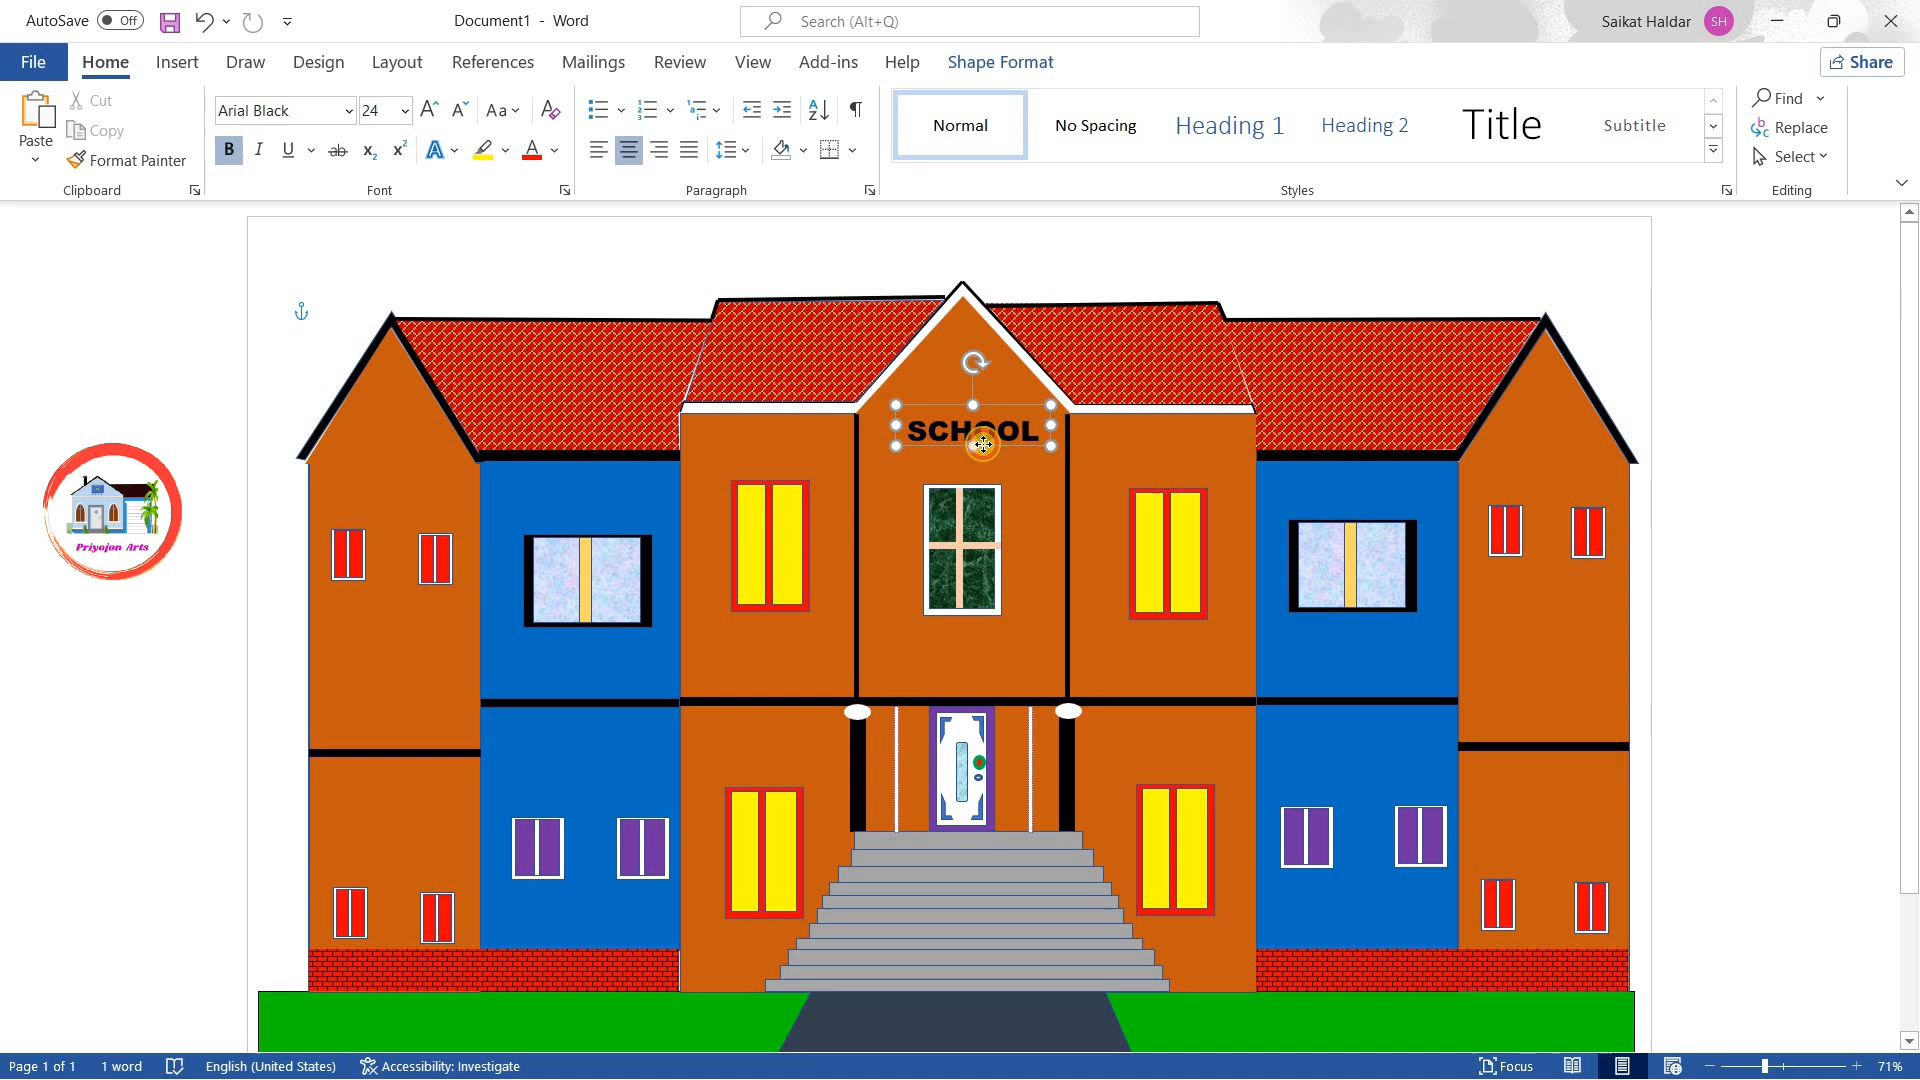 AutoSave Off
Document1 - Word
Search (Alt+Q)
Saikat Haldar SH
File Home Insert Draw Design Layout References Mailings Review View Add-ins Help Shape Format
Share
Paste
Cut
Copy
Format Painter
Clipboard
Arial Black 24
Font
Paragraph
Normal
No Spacing
Heading 1
Heading 2
Title
Subtitle
Styles
Find
Replace
Select
Editing
SCHOOL
Priyojon Arts
Page 1 of 1 1 word English (United States) Accessibility: Investigate
Focus
71%